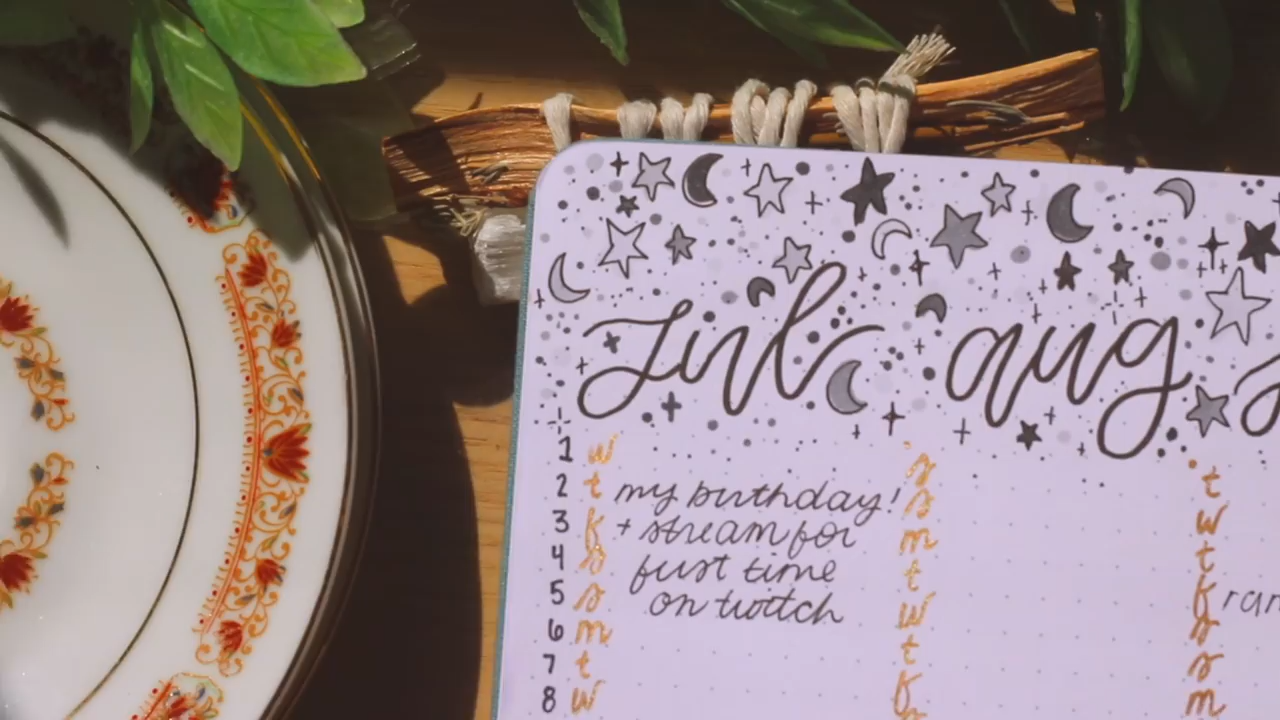 jul aug
1 w s t
2 t my birthday! s w
3 f + stream for m t
4 s first time t f
5 s on twitch w s
6 m t s
7 t f m
8 w s